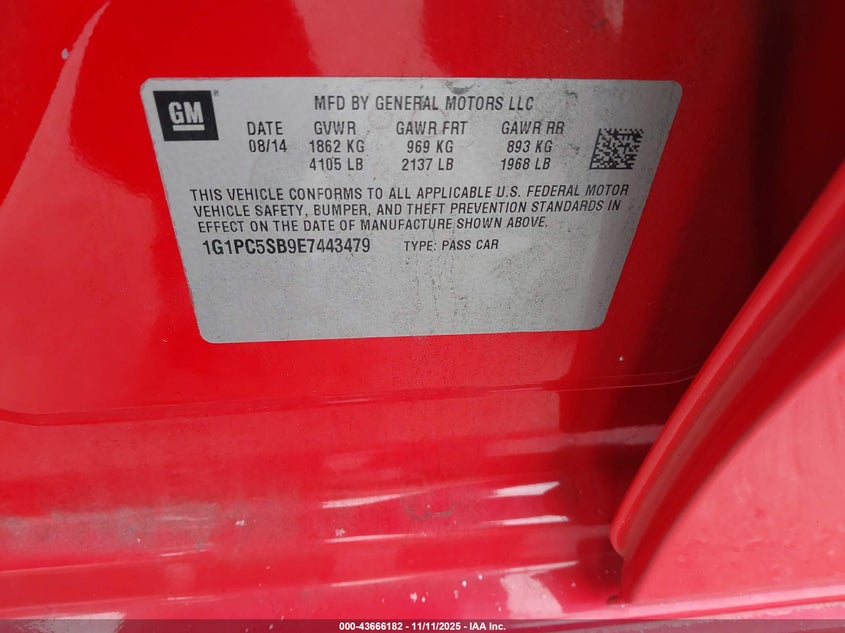 GM
MFD BY GENERAL MOTORS LLC
DATE GVWR GAWR FRT GAWR RR
08/14 1862 KG 969 KG 893 KG
4105 LB 2137 LB 1968 LB
THIS VEHICLE CONFORMS TO ALL APPLICABLE U.S. FEDERAL MOTOR
VEHICLE SAFETY, BUMPER, AND THEFT PREVENTION STANDARDS IN
EFFECT ON THE DATE OF MANUFACTURE SHOWN ABOVE.
1G1PC5SB9E7443479 TYPE: PASS CAR
000-43666182 - 11/11/2025 - IAA Inc.